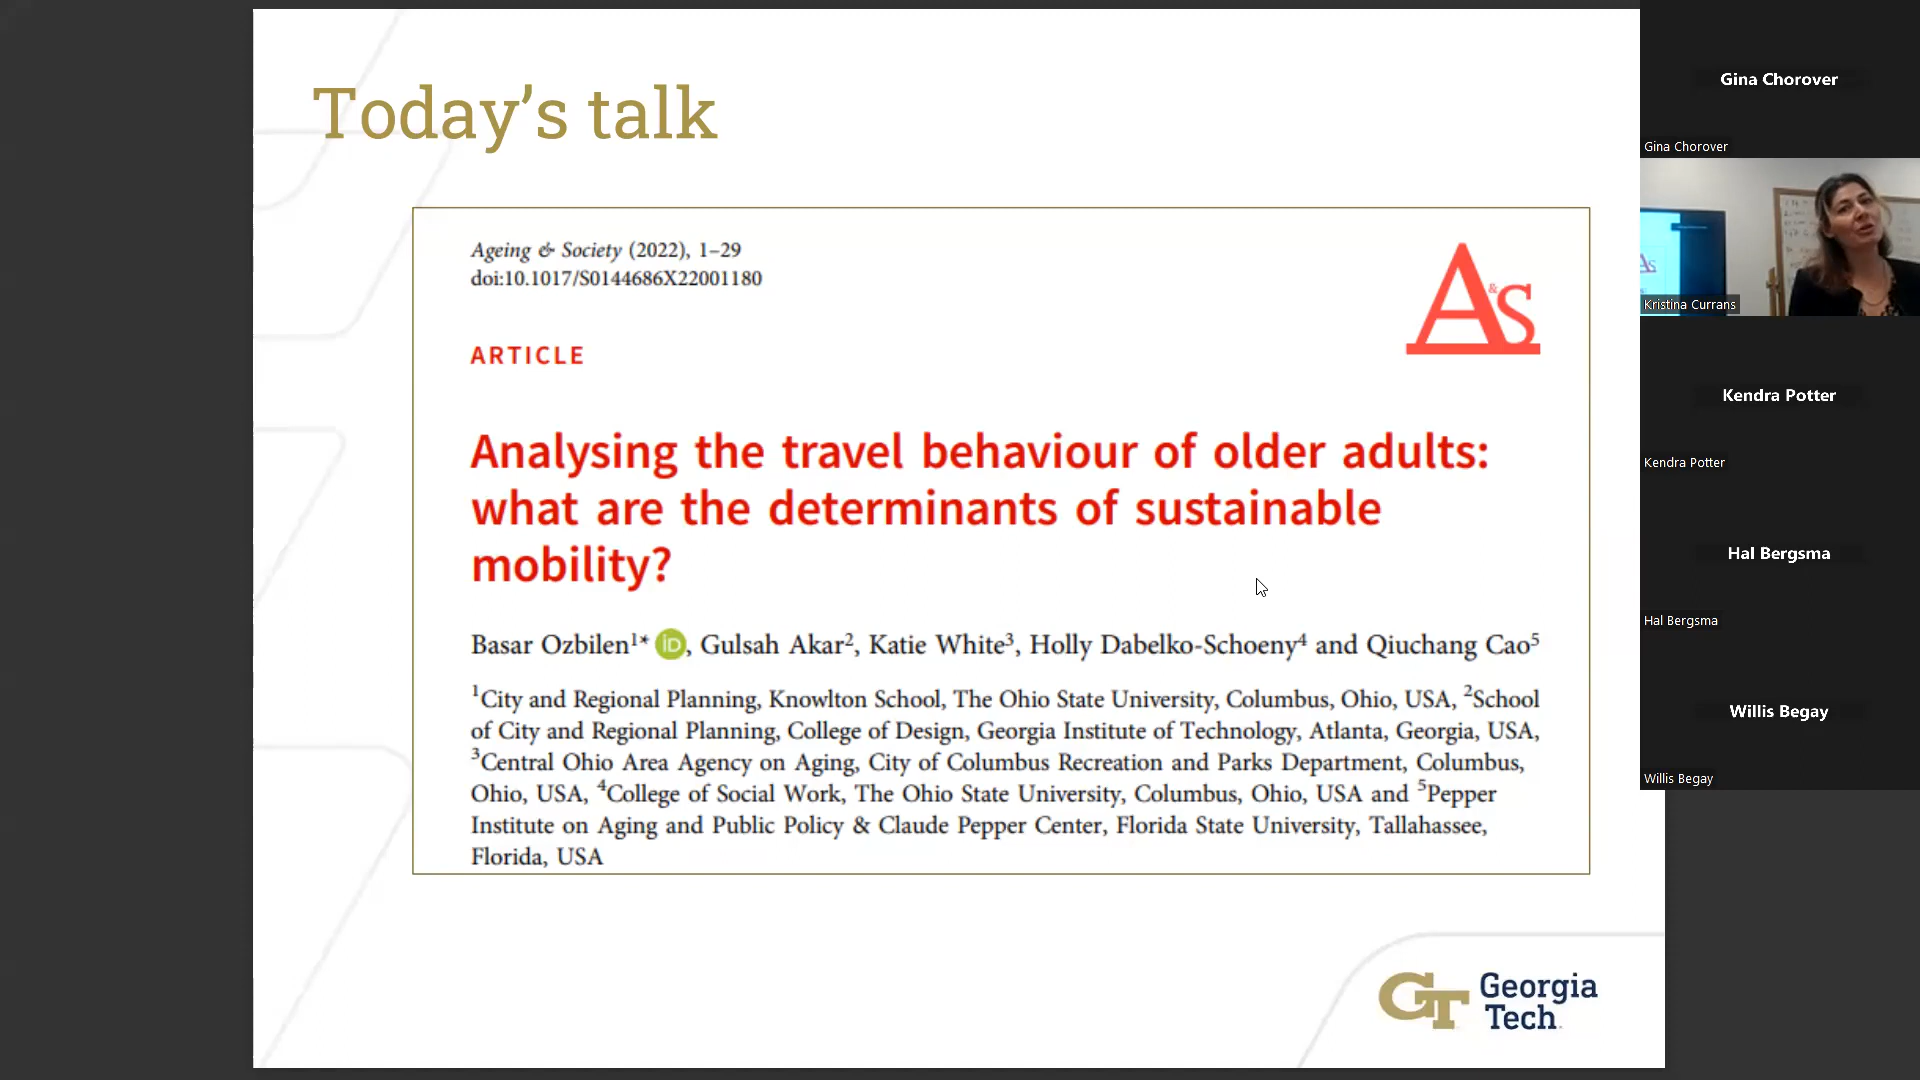 Today’s talk
Ageing & Society (2022), 1–29
doi:10.1017/S0144686X22001180
A&S
ARTICLE
Analysing the travel behaviour of older adults:
what are the determinants of sustainable
mobility?
Basar Ozbilen1* iD, Gulsah Akar2, Katie White3, Holly Dabelko-Schoeny4 and Qiuchang Cao5
1City and Regional Planning, Knowlton School, The Ohio State University, Columbus, Ohio, USA, 2School
of City and Regional Planning, College of Design, Georgia Institute of Technology, Atlanta, Georgia, USA,
3Central Ohio Area Agency on Aging, City of Columbus Recreation and Parks Department, Columbus,
Ohio, USA, 4College of Social Work, The Ohio State University, Columbus, Ohio, USA and 5Pepper
Institute on Aging and Public Policy & Claude Pepper Center, Florida State University, Tallahassee,
Florida, USA
GT Georgia
Tech
Gina Chorover
Gina Chorover
Kristina Currans
Kendra Potter
Kendra Potter
Hal Bergsma
Hal Bergsma
Willis Begay
Willis Begay